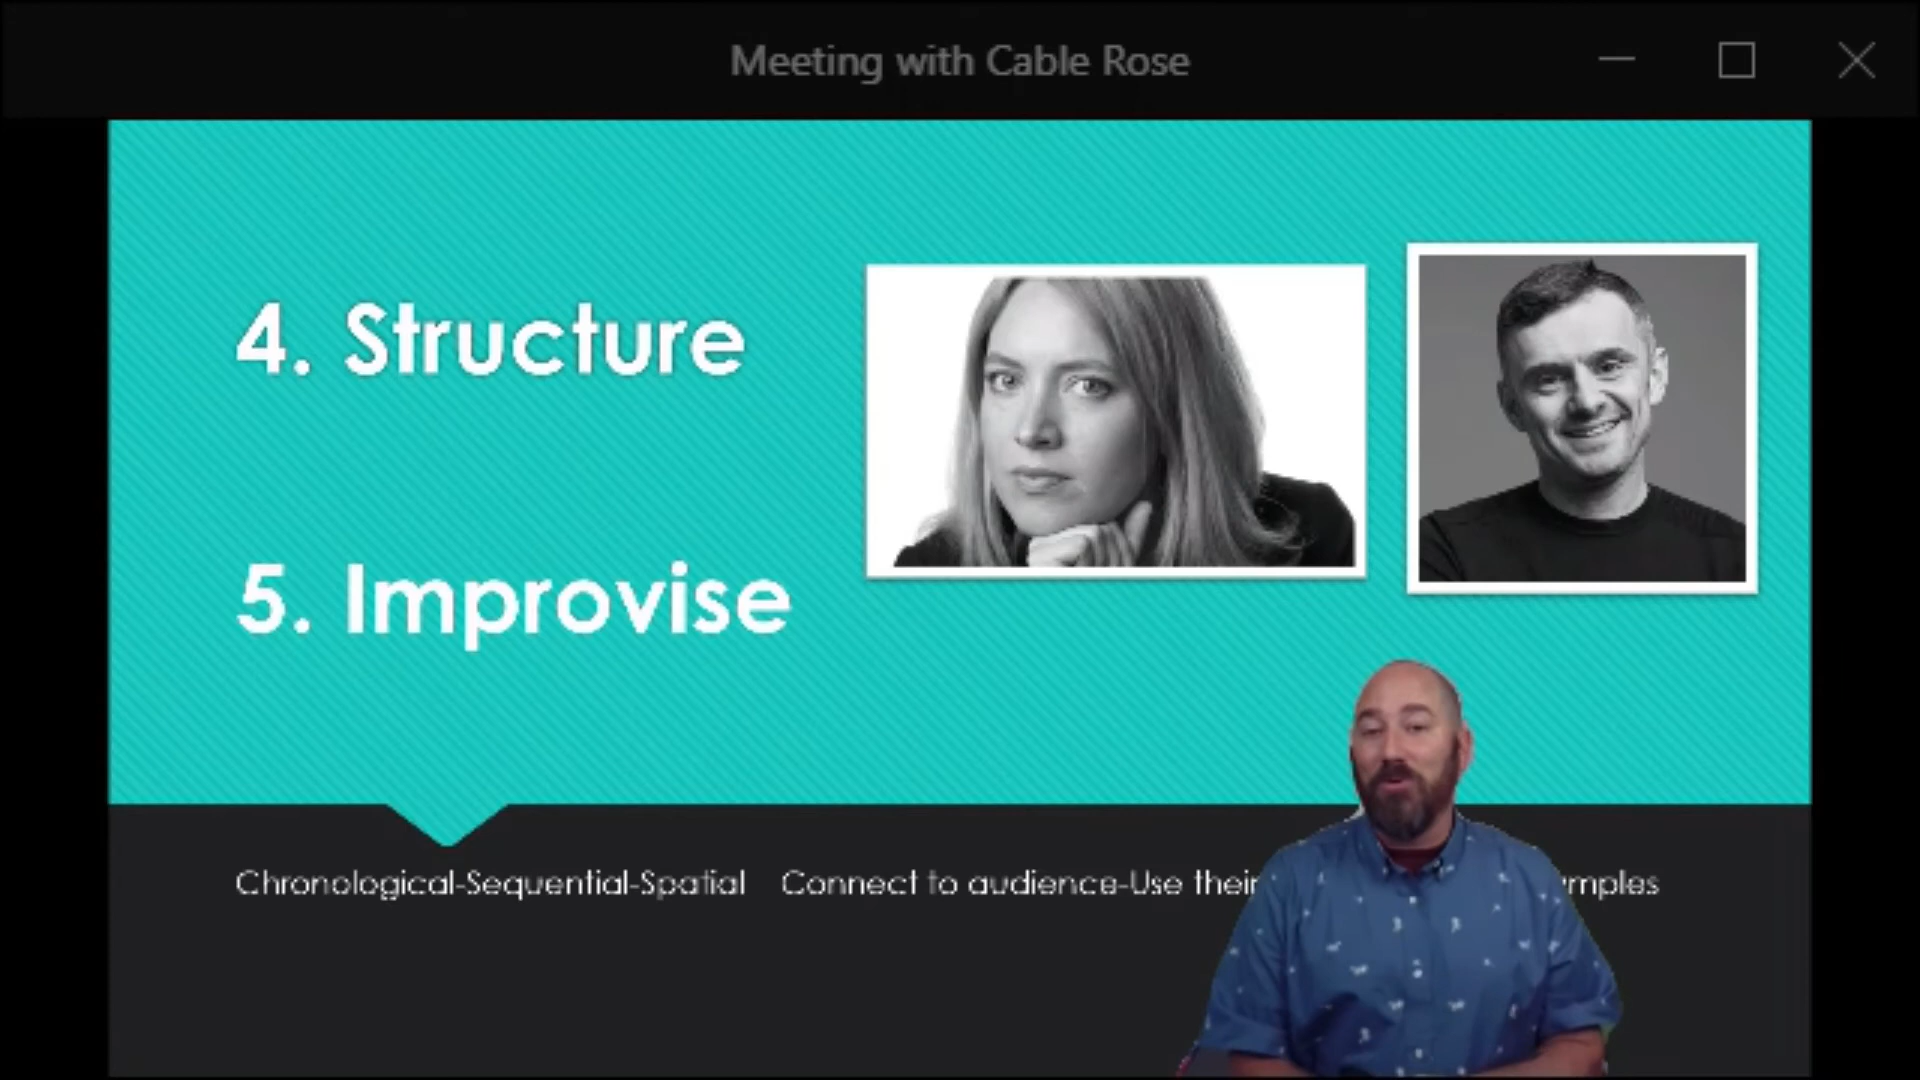 Meeting with Cable Rose
4. Structure
5. Improvise
Chronological-Sequential-Spatial Connect to audience-Use their